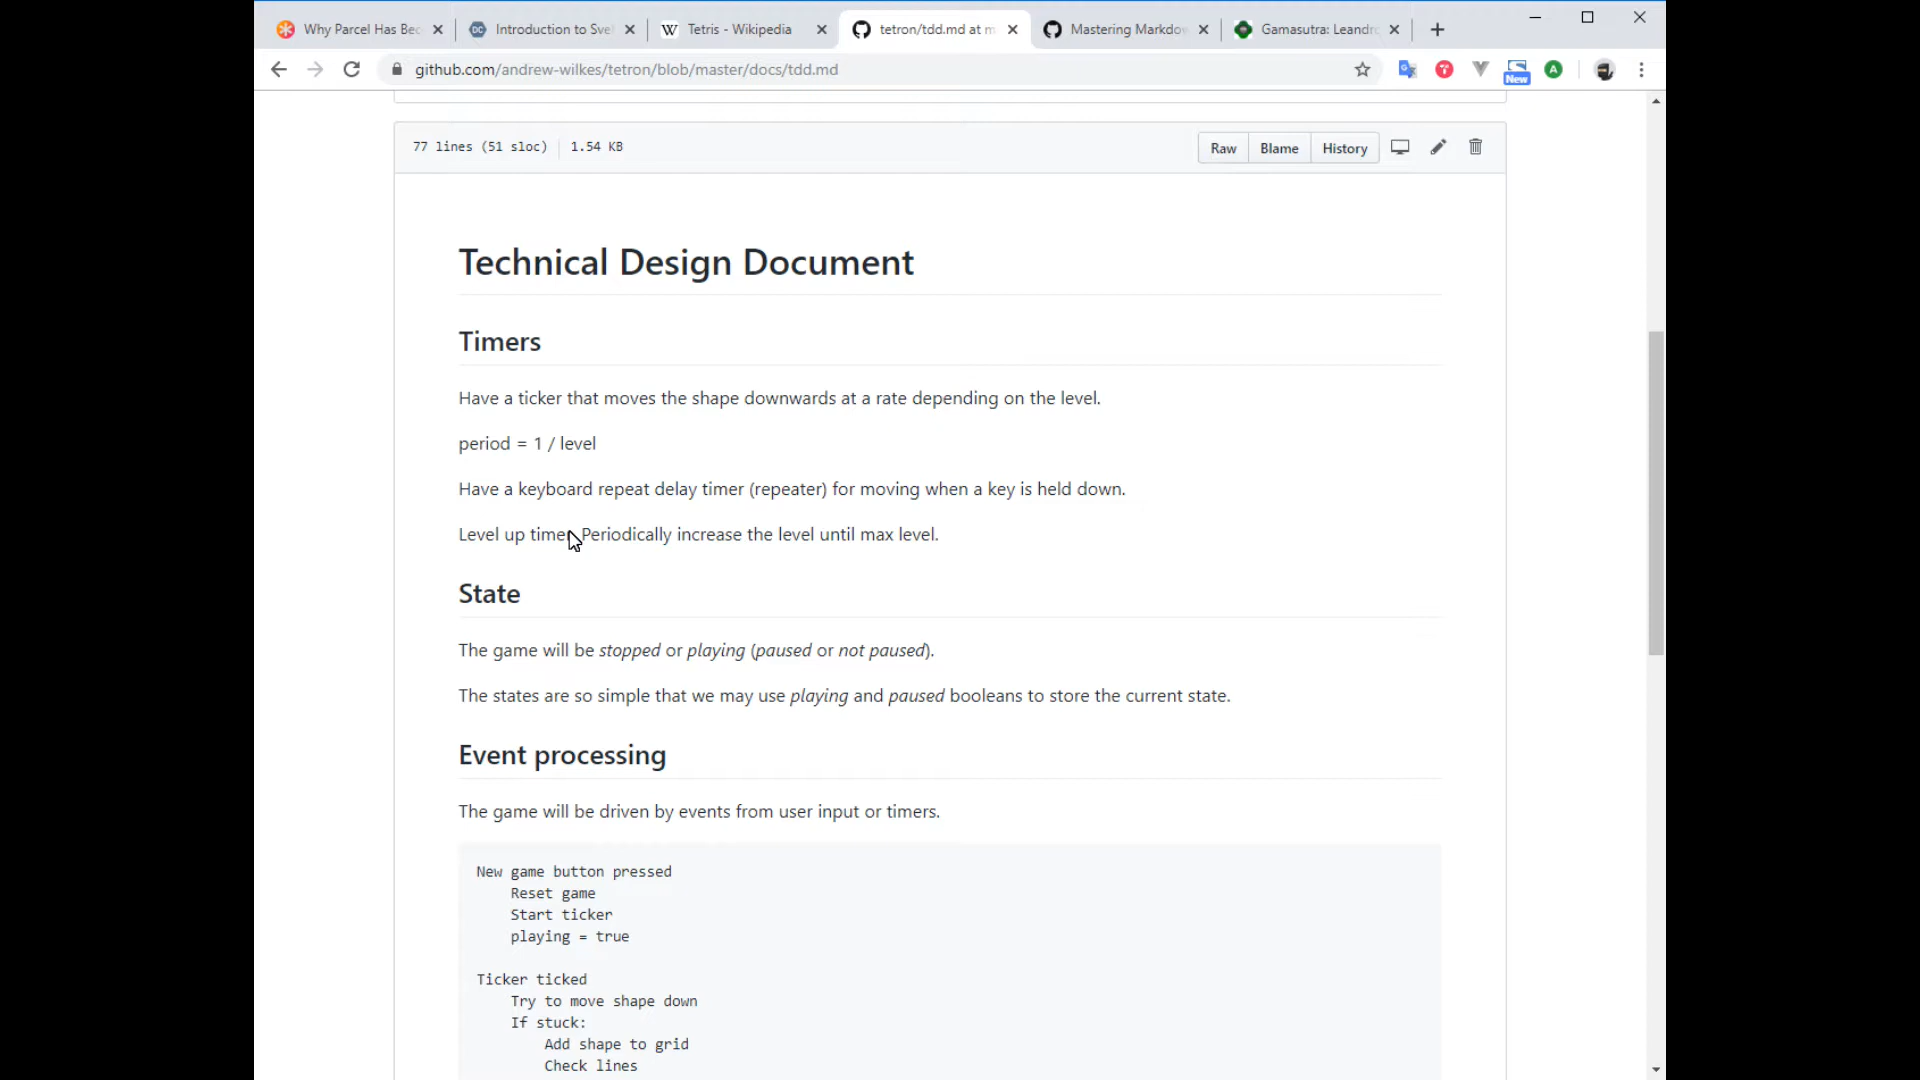 Why Parcel Has Bec
Introduction to Sve
Tetris - Wikipedia
tetron/tdd.md at m
Mastering Markdo
Gamasutra: Leandr
github.com/andrew-wilkes/tetron/blob/master/docs/tdd.md
New
A
77 lines (51 sloc) 1.54 KB
Raw Blame History
Technical Design Document
Timers
Have a ticker that moves the shape downwards at a rate depending on the level.
period = 1 / level
Have a keyboard repeat delay timer (repeater) for moving when a key is held down.
Level up timer Periodically increase the level until max level.
State
The game will be stopped or playing (paused or not paused).
The states are so simple that we may use playing and paused booleans to store the current state.
Event processing
The game will be driven by events from user input or timers.
New game button pressed
Reset game
Start ticker
playing = true
Ticker ticked
Try to move shape down
If stuck:
Add shape to grid
Check lines